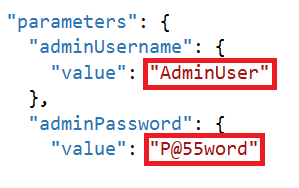 "parameters": {
"adminUsername": {
"value": "AdminUser"
},
"adminPassword": {
"value": "P@55word"